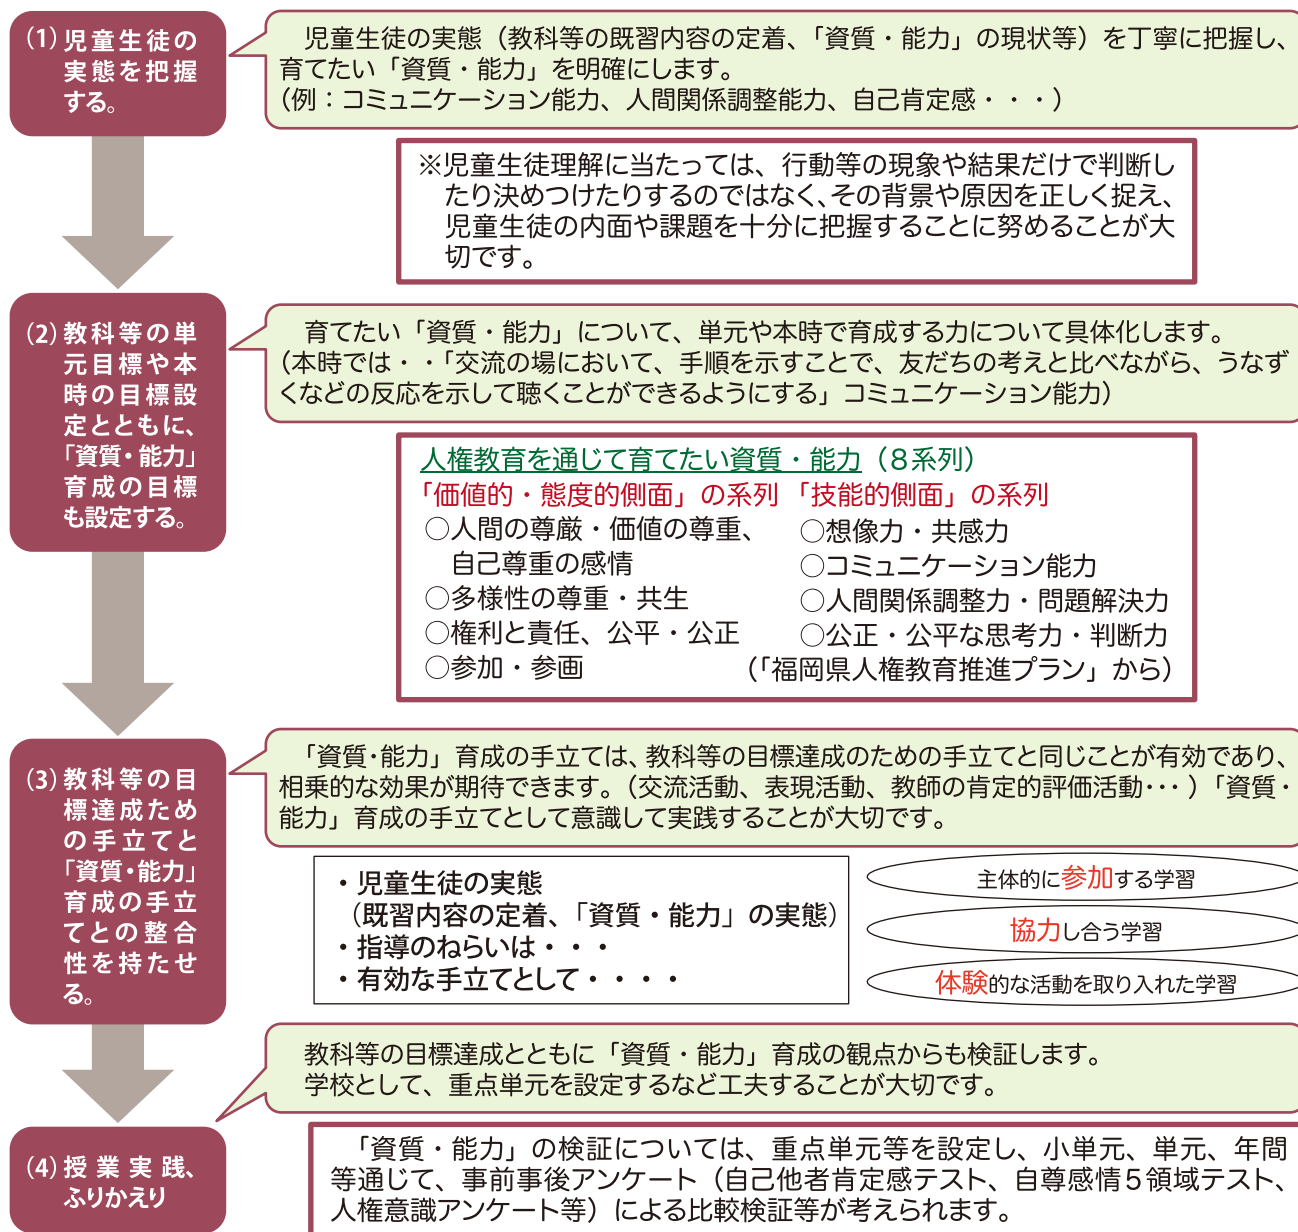 (1)児童生徒の
実態を把握
する。
児童生徒の実態（教科等の既習内容の定着、「資質・能力」の現状等）を丁寧に把握し、
育てたい「資質・能力」を明確にします。
（例：コミュニケーション能力、人間関係調整能力、自己肯定感・・・）
※児童生徒理解に当たっては、行動等の現象や結果だけで判断し
たり決めつけたりするのではなく、その背景や原因を正しく捉え、
児童生徒の内面や課題を十分に把握することに努めることが大
切です。
(2)教科等の単
元目標や本
時の目標設
定とともに、
「資質・能力」
育成の目標
も設定する。
育てたい「資質・能力」について、単元や本時で育成する力について具体化します。
（本時では・・「交流の場において、手順を示すことで、友だちの考えと比べながら、うなず
くなどの反応を示して聴くことができるようにする」コミュニケーション能力）
人権教育を通じて育てたい資質・能力（８系列）
「価値的・態度的側面」の系列 「技能的側面」の系列
○人間の尊厳・価値の尊重、 ○想像力・共感力
自己尊重の感情 ○コミュニケーション能力
○多様性の尊重・共生 ○人間関係調整力・問題解決力
○権利と責任、公平・公正 ○公正・公平な思考力・判断力
○参加・参画 （「福岡県人権教育推進プラン」から）
(3)教科等の目
標達成ため
の手立てと
「資質・能力」
育成の手立
てとの整合
性を持たせ
る。
「資質・能力」育成の手立ては、教科等の目標達成のための手立てと同じことが有効であり、
相乗的な効果が期待できます。（交流活動、表現活動、教師の肯定的評価活動・・・）「資質・
能力」育成の手立てとして意識して実践することが大切です。
・児童生徒の実態
（既習内容の定着、「資質・能力」の実態）
・指導のねらいは・・・
・有効な手立てとして・・・・
主体的に参加する学習
協力し合う学習
体験的な活動を取り入れた学習
教科等の目標達成とともに「資質・能力」育成の観点からも検証します。
学校として、重点単元を設定するなど工夫することが大切です。
(4)授業実践、
ふりかえり
「資質・能力」の検証については、重点単元等を設定し、小単元、単元、年間
等通じて、事前事後アンケート（自己他者肯定感テスト、自尊感情５領域テスト、
人権意識アンケート等）による比較検証等が考えられます。